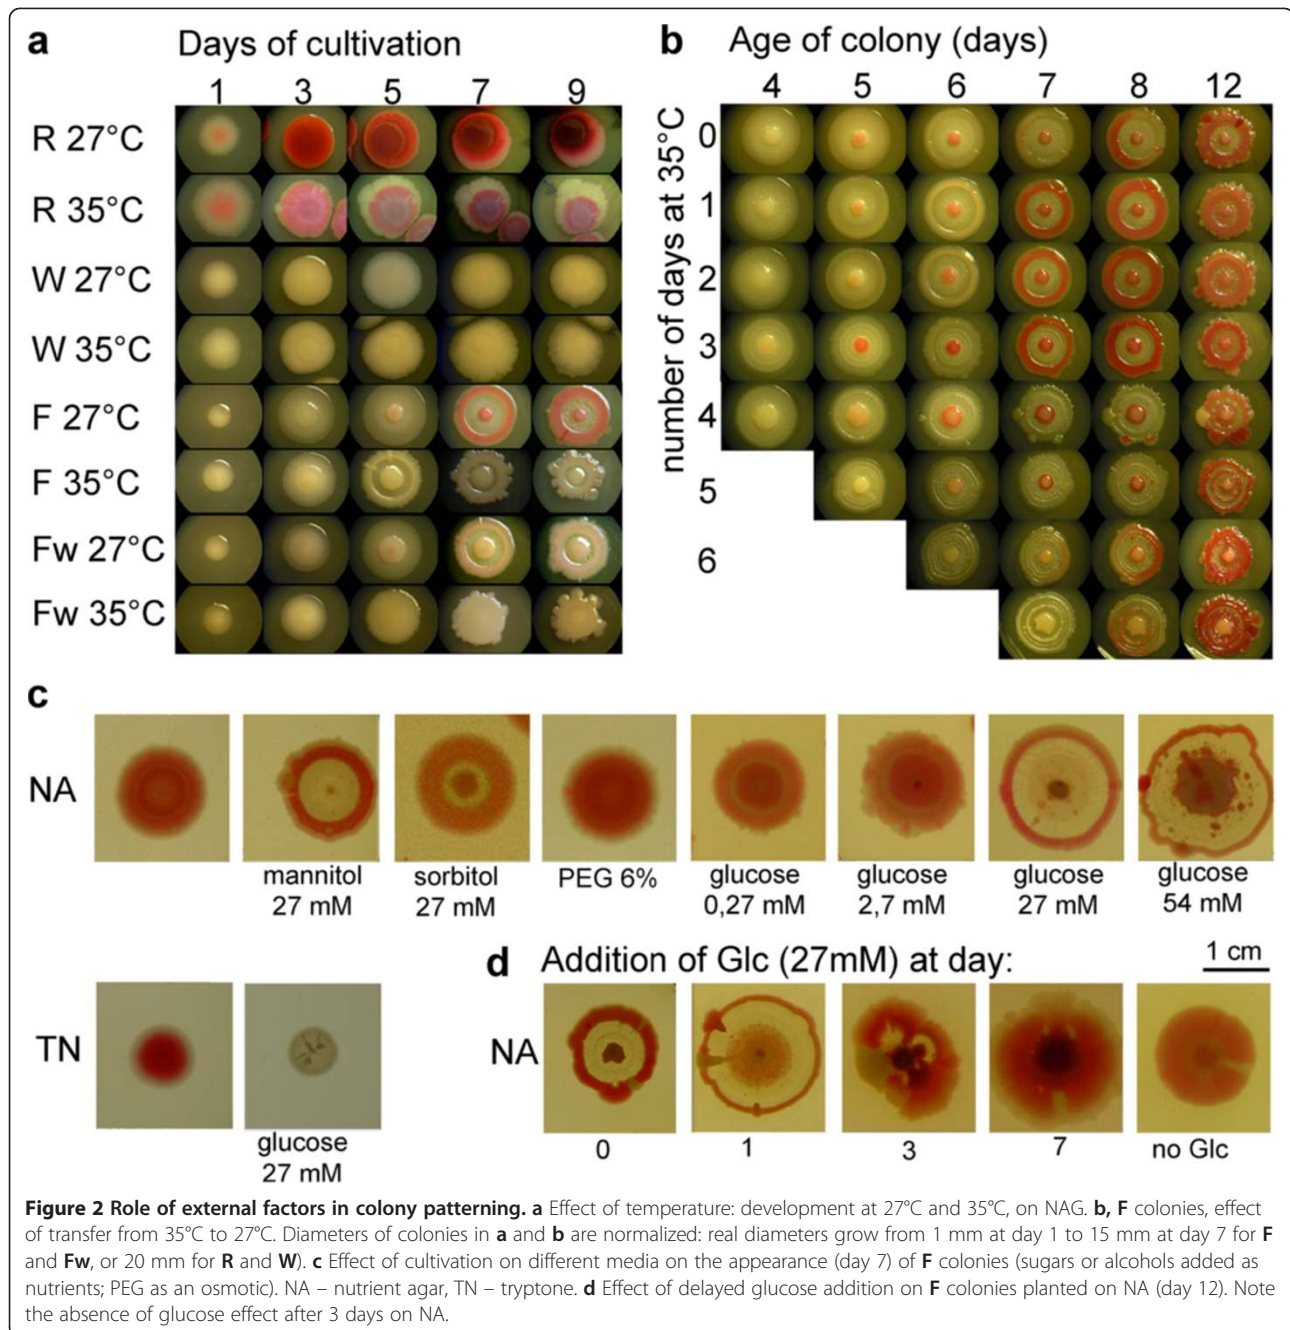 a Days of cultivation
1 3 5 7 9
R 27°C
R 35°C
W 27°C
W 35°C
F 27°C
F 35°C
Fw 27°C
Fw 35°C
b Age of colony (days)
4 5 6 7 8 12
number of days at 35°C
0
1
2
3
4
5
6
c
NA
mannitol
27 mM
sorbitol
27 mM
PEG 6%
glucose
0,27 mM
glucose
2,7 mM
glucose
27 mM
glucose
54 mM
TN
glucose
27 mM
d Addition of Glc (27mM) at day:
1 cm
NA
0 1 3 7 no Glc
Figure 2 Role of external factors in colony patterning. a Effect of temperature: development at 27°C and 35°C, on NAG. b, F colonies, effect
of transfer from 35°C to 27°C. Diameters of colonies in a and b are normalized: real diameters grow from 1 mm at day 1 to 15 mm at day 7 for F
and Fw, or 20 mm for R and W). c Effect of cultivation on different media on the appearance (day 7) of F colonies (sugars or alcohols added as
nutrients; PEG as an osmotic). NA – nutrient agar, TN – tryptone. d Effect of delayed glucose addition on F colonies planted on NA (day 12). Note
the absence of glucose effect after 3 days on NA.